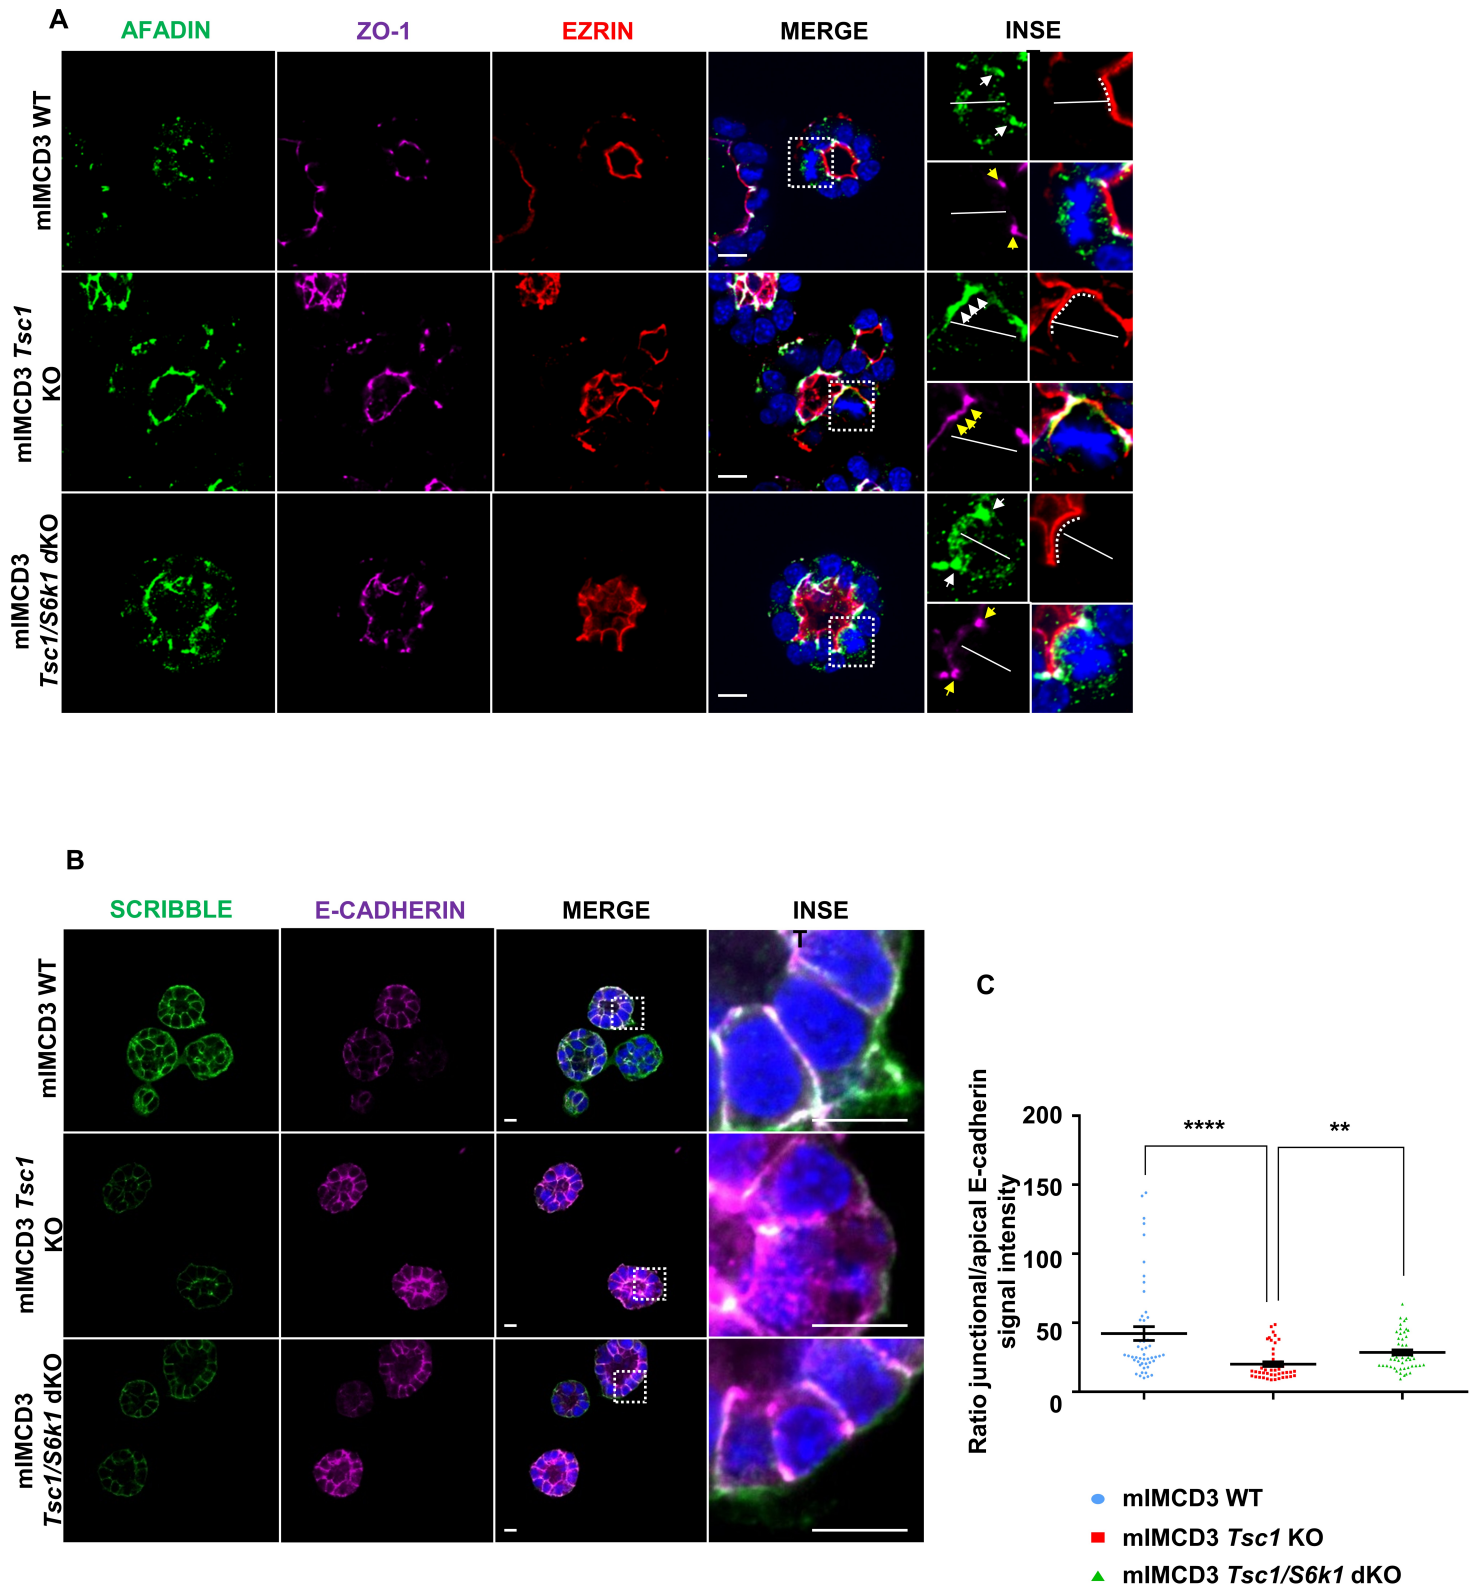 A
AFADIN ZO-1 EZRIN MERGE INSE
T
mIMCD3 WT
mIMCD3 Tsc1
KO
mIMCD3
Tsc1/S6k1 dKO
B
SCRIBBLE E-CADHERIN MERGE INSE
T
mIMCD3 WT
mIMCD3 Tsc1
KO
mIMCD3
Tsc1/S6k1 dKO
C
Ratio junctional/apical E-cadherin
signal intensity
200
150
100
50
0
**** **
mIMCD3 WT
mIMCD3 Tsc1 KO
mIMCD3 Tsc1/S6k1 dKO